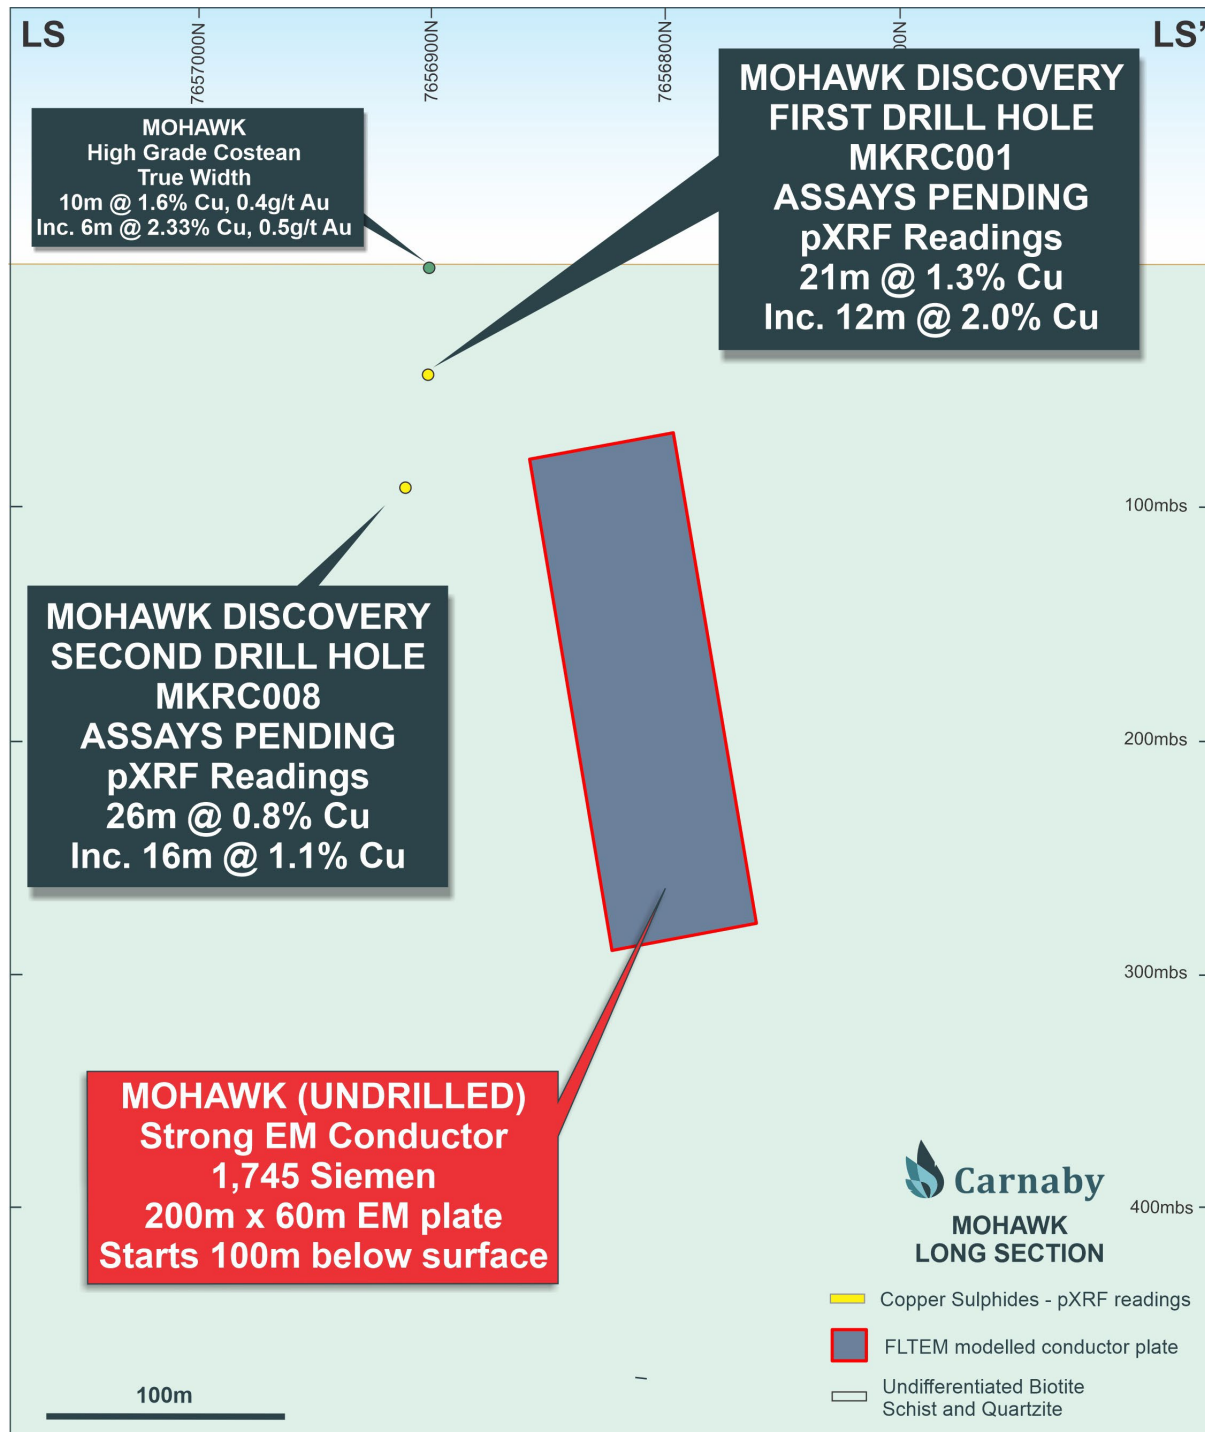 LS
7657000N
7656900N
7656800N
LS'
MOHAWK
High Grade Costean
True Width
10m @ 1.6% Cu, 0.4g/t Au
Inc. 6m @ 2.33% Cu, 0.5g/t Au
MOHAWK DISCOVERY
FIRST DRILL HOLE
MKRC001
ASSAYS PENDING
pXRF Readings
21m @ 1.3% Cu
Inc. 12m @ 2.0% Cu
100mbs
MOHAWK DISCOVERY
SECOND DRILL HOLE
MKRC008
ASSAYS PENDING
pXRF Readings
26m @ 0.8% Cu
Inc. 16m @ 1.1% Cu
200mbs
300mbs
MOHAWK (UNDRILLED)
Strong EM Conductor
1,745 Siemen
200m x 60m EM plate
Starts 100m below surface
400mbs
Carnaby
MOHAWK
LONG SECTION
Copper Sulphides - pXRF readings
FLTEM modelled conductor plate
Undifferentiated Biotite
Schist and Quartzite
100m